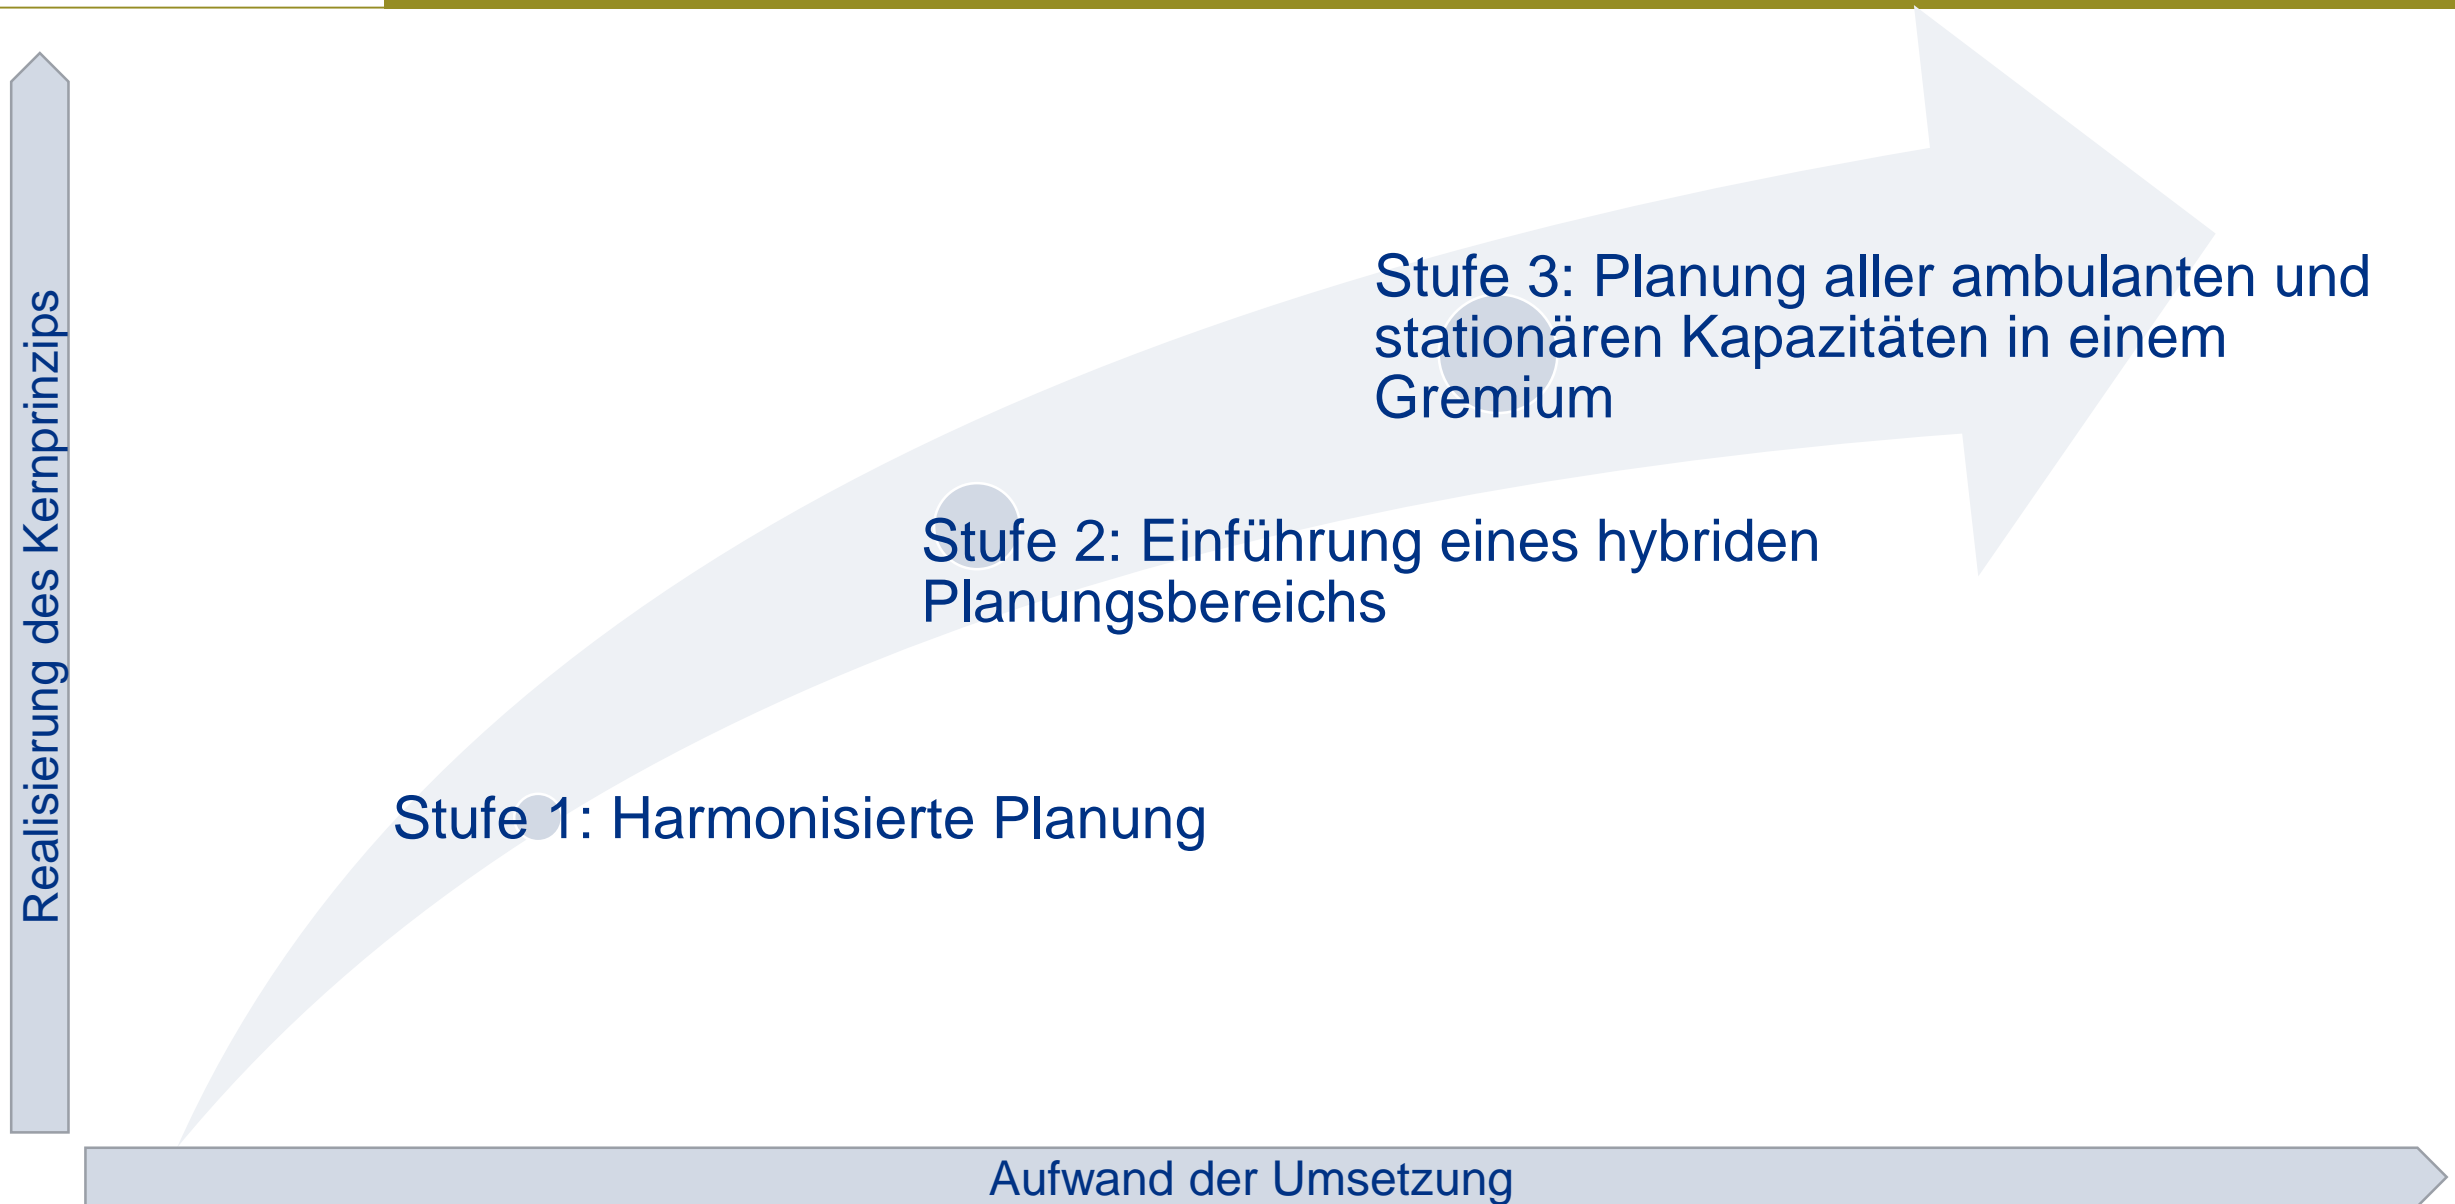 Realisierung des Kernprinzips
Stufe 3: Planung aller ambulanten und
stationären Kapazitäten in einem
Gremium
Stufe 2: Einführung eines hybriden
Planungsbereichs
Stufe 1: Harmonisierte Planung
Aufwand der Umsetzung